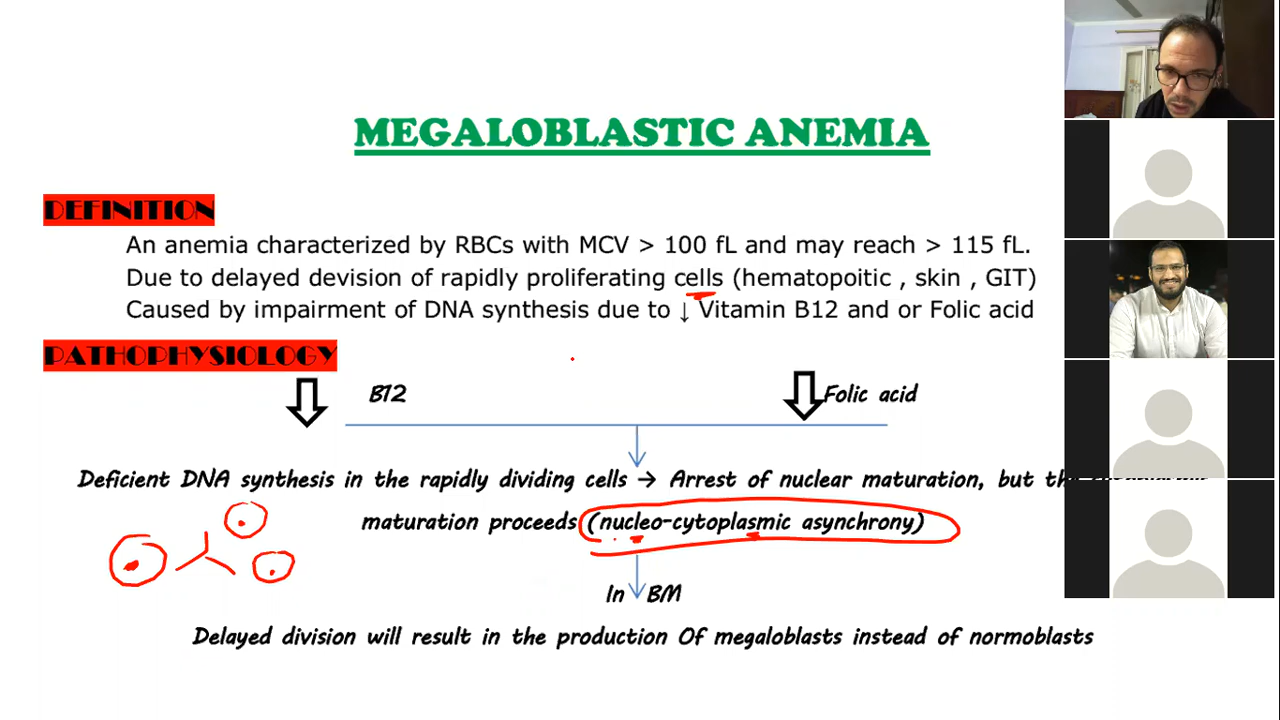 MEGALOBLASTIC ANEMIA
DEFINITION
An anemia characterized by RBCs with MCV > 100 fL and may reach > 115 fL.
Due to delayed devision of rapidly proliferating cells (hematopoitic , skin , GIT)
Caused by impairment of DNA synthesis due to ↓ Vitamin B12 and or Folic acid
PATHOPHYSIOLOGY
B12 Folic acid
Deficient DNA synthesis in the rapidly dividing cells → Arrest of nuclear maturation, but
maturation proceeds (nucleo-cytoplasmic asynchrony)
In BM
Delayed division will result in the production Of megaloblasts instead of normoblasts